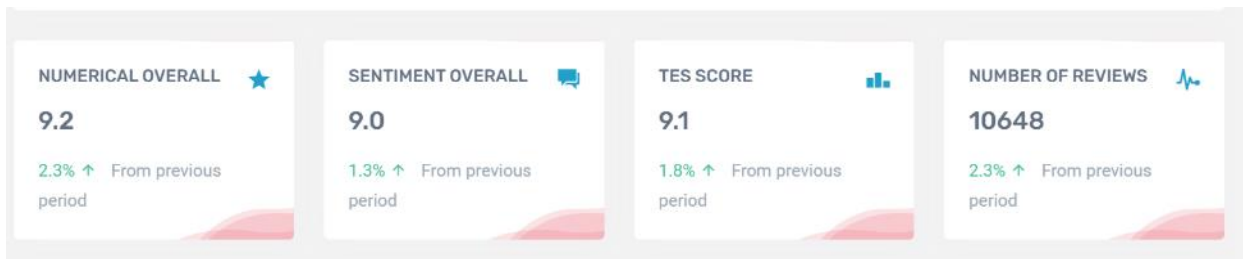 NUMERICAL OVERALL
9.2
2.3% ↑ From previous
period
SENTIMENT OVERALL
9.0
1.3% ↑ From previous
period
TES SCORE
9.1
1.8% ↑ From previous
period
NUMBER OF REVIEWS
10648
2.3% ↑ From previous
period